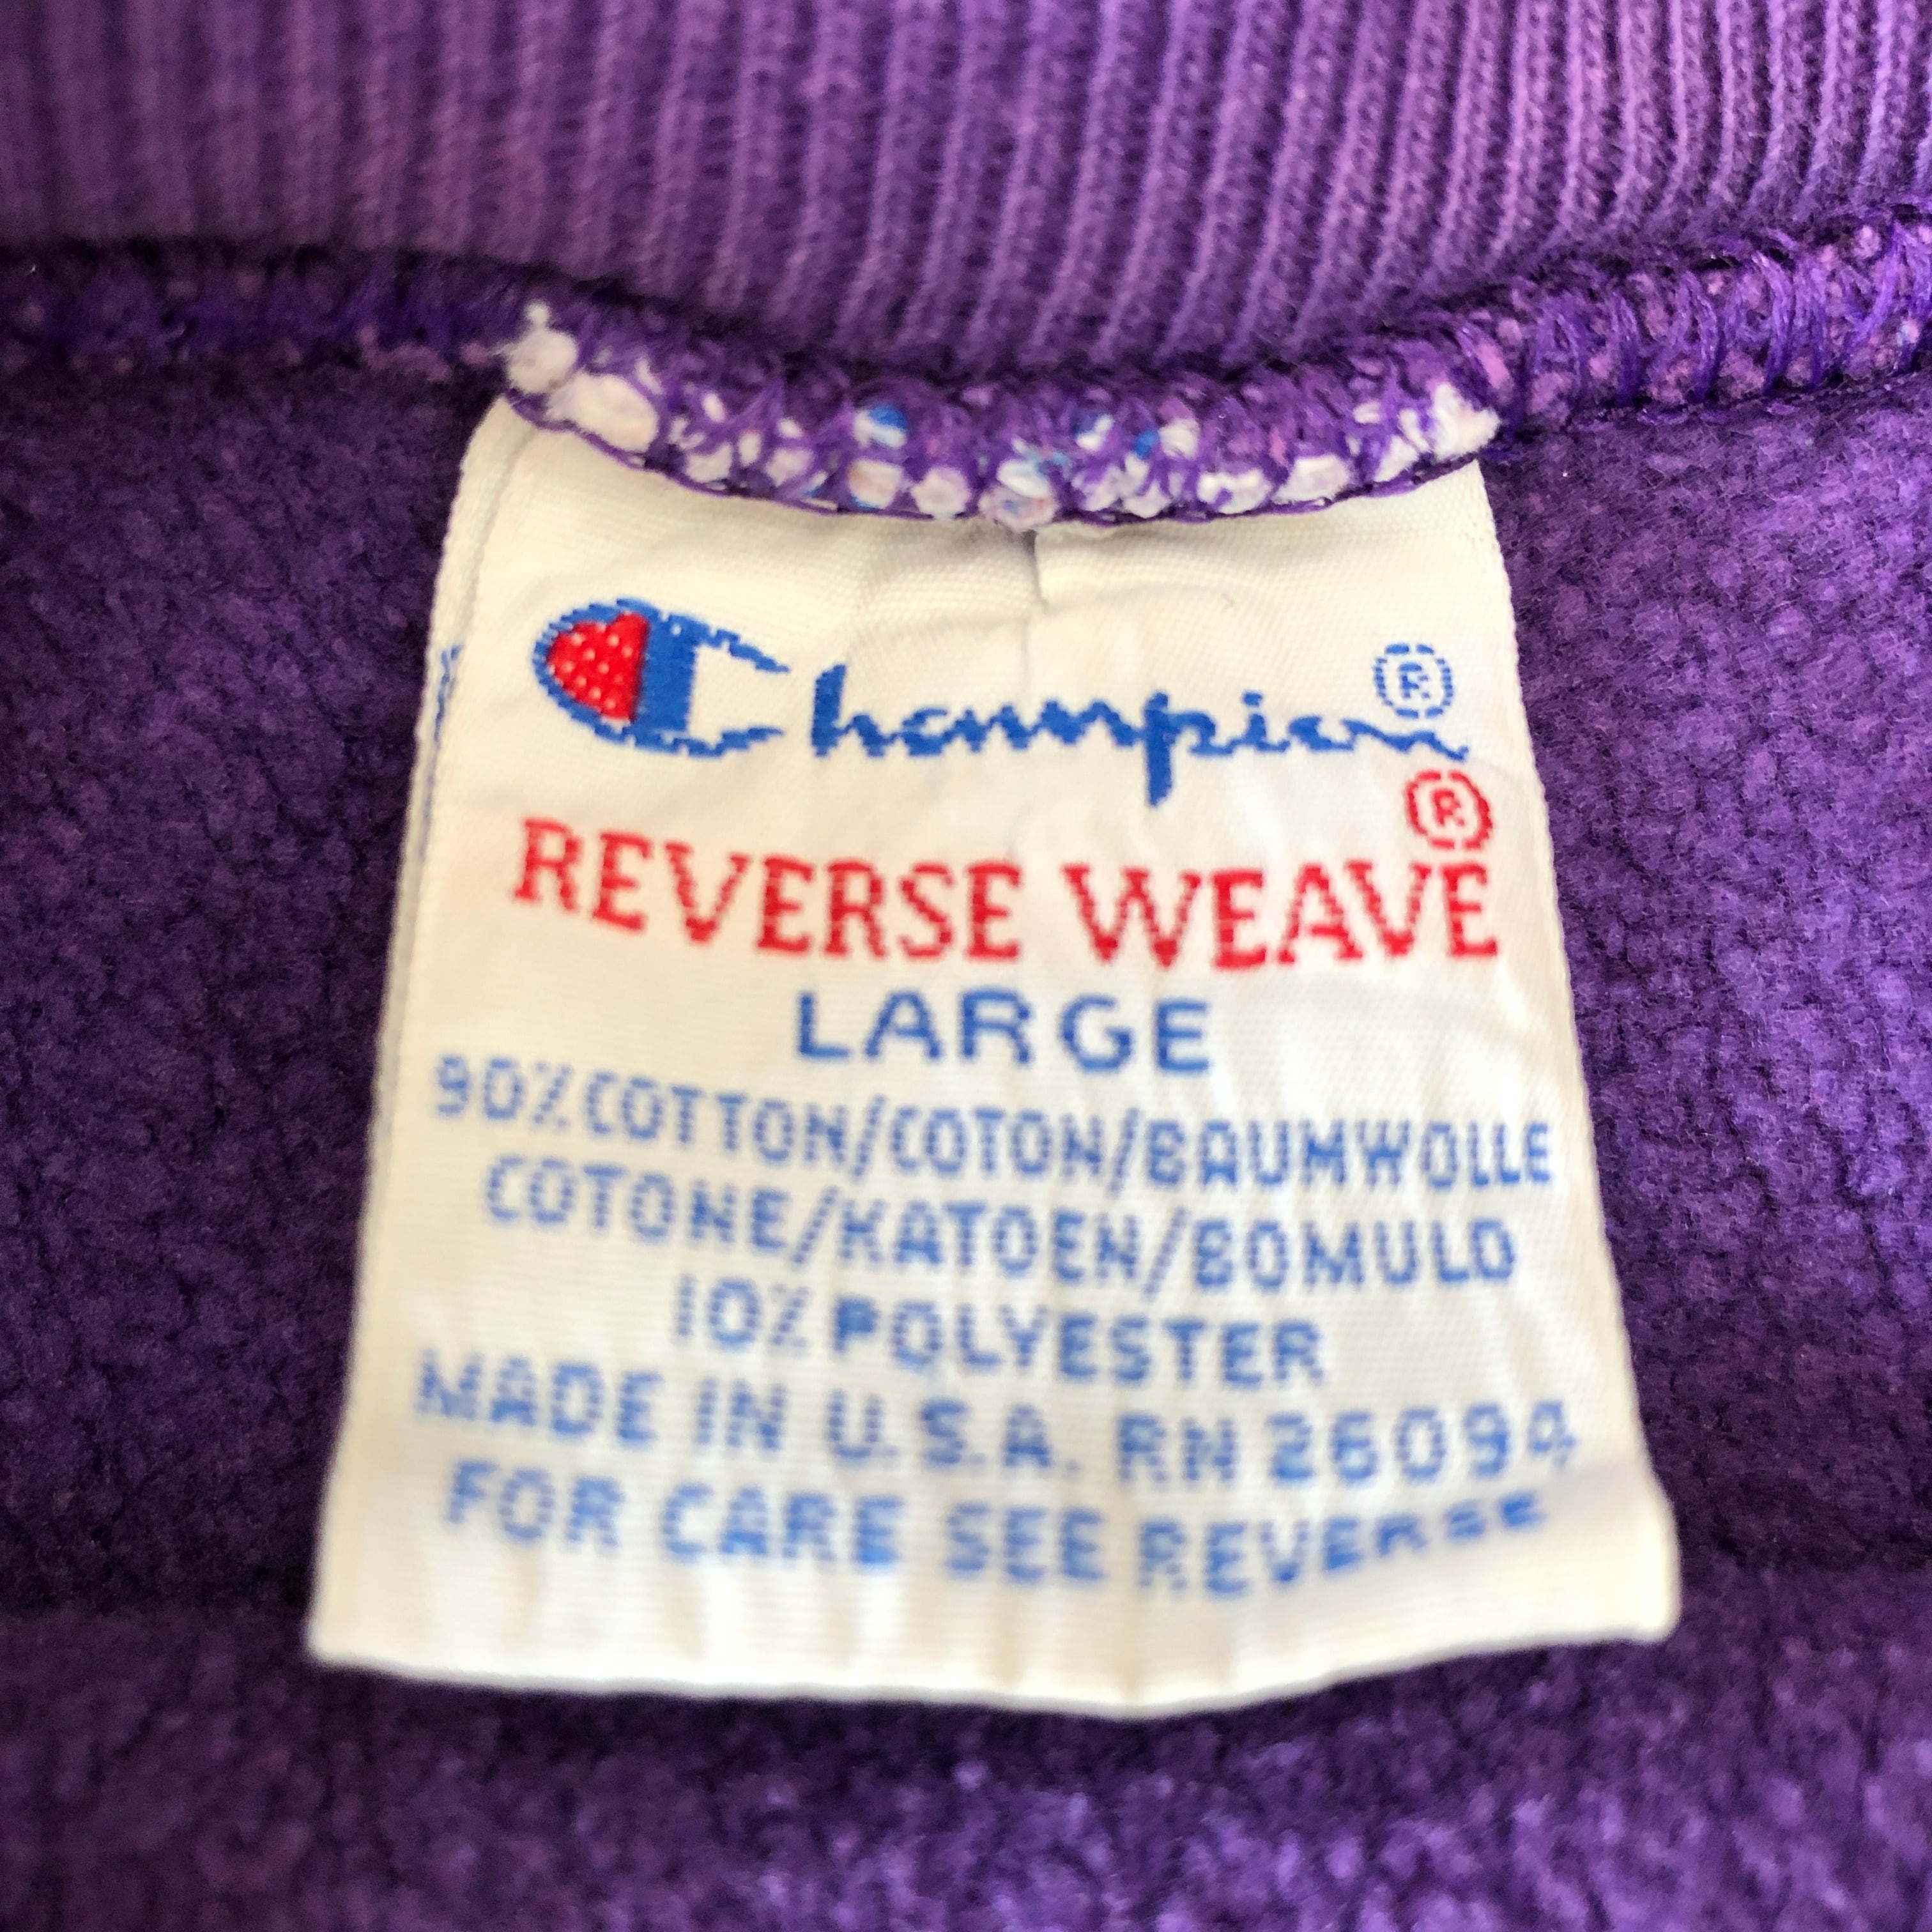 Champion®
REVERSE WEAVE®
LARGE
90% COTTON/COTON/BAUMWOLLE
COTONE/KATOEN/BOMULD
10% POLYESTER
MADE IN U.S.A. RN 26094
FOR CARE SEE REVERSE